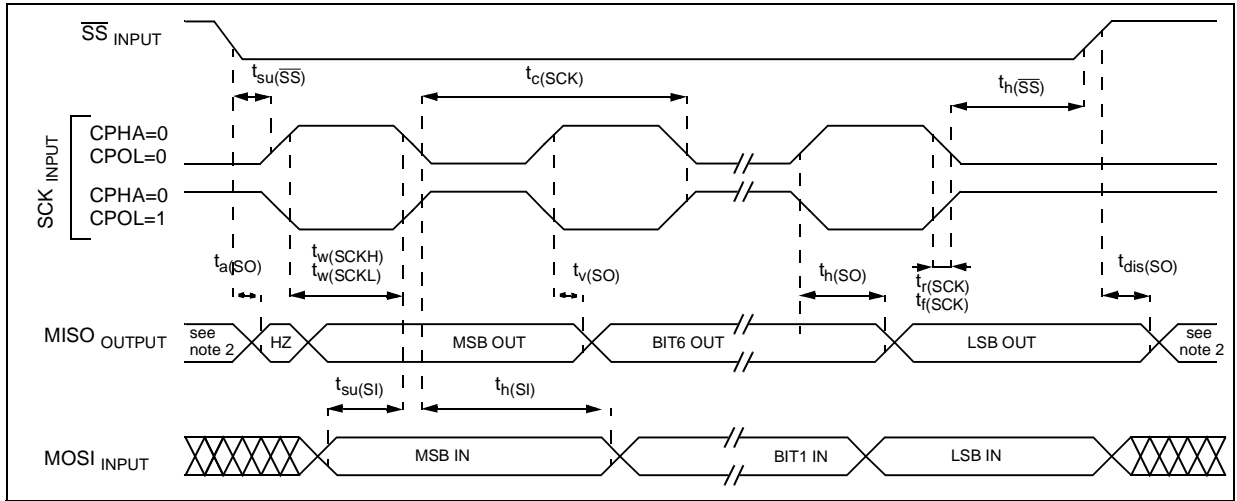 SS INPUT
tsu(SS)
tc(SCK)
th(SS)
SCK INPUT
CPHA=0
CPOL=0
CPHA=0
CPOL=1
ta(SO)
tw(SCKH)
tw(SCKL)
tv(SO)
th(SO)
tr(SCK)
tf(SCK)
tdis(SO)
MISO OUTPUT
see
note 2
HZ
MSB OUT
BIT6 OUT
LSB OUT
see
note 2
tsu(SI)
th(SI)
MOSI INPUT
MSB IN
BIT1 IN
LSB IN